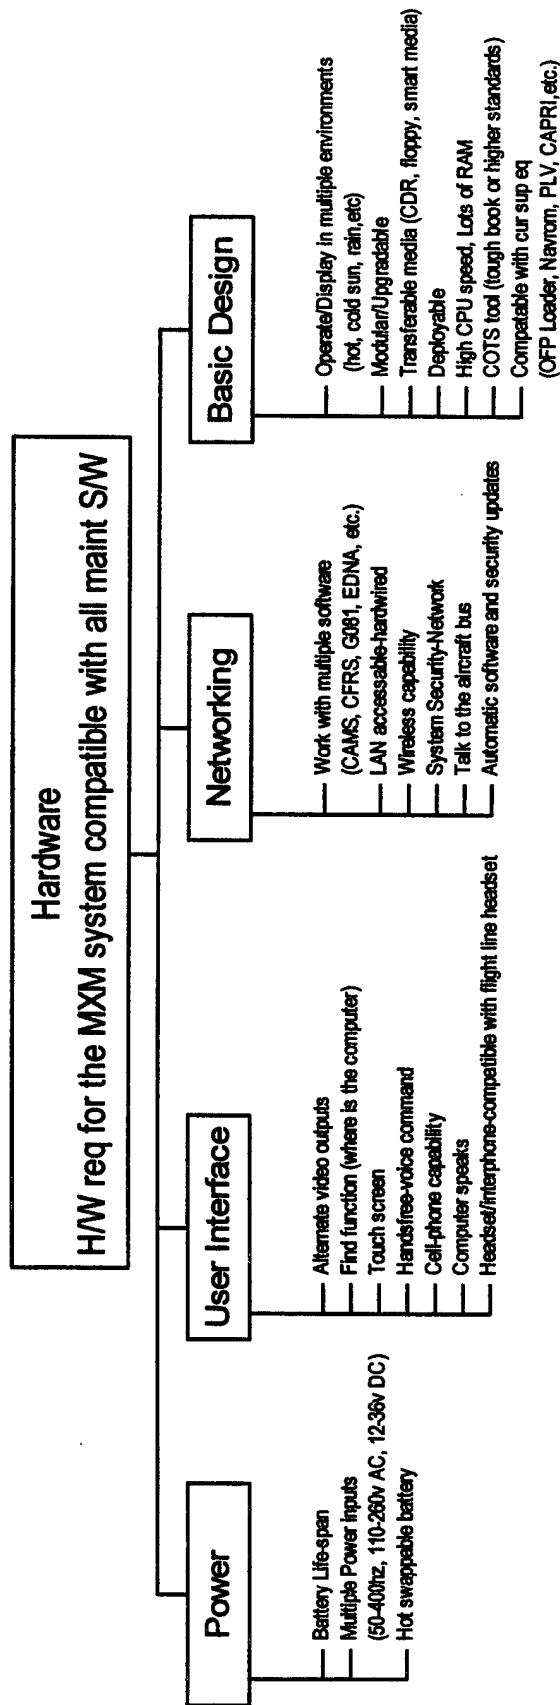 Hardware
H/W req for the MXM system compatible with all maint S/W
Power
Battery Life-span
Multiple Power inputs
(50-400hz, 110-260v AC, 12-36v DC)
Hot swappable battery
User Interface
Alternate video outputs
Find function (where is the computer)
Touch screen
Handsfree-voice command
Cell-phone capability
Computer speaks
Headset/interphone-compatible with flight line headset
Networking
Work with multiple software
(CAMS, CFRS, G081, EDNA, etc.)
LAN accessable-hardwired
Wireless capability
System Security-Network
Talk to the aircraft bus
Automatic software and security updates
Basic Design
Operate/Display in multiple environments
(hot, cold sun, rain,etc)
Modular/Upgradable
Transferable media (CDR, floppy, smart media)
Deployable
High CPU speed, Lots of RAM
COTS tool (tough book or higher standards)
Compatable with cur sup eq
(OFP Loader, Navrom, PLV, CAPRI,etc.)